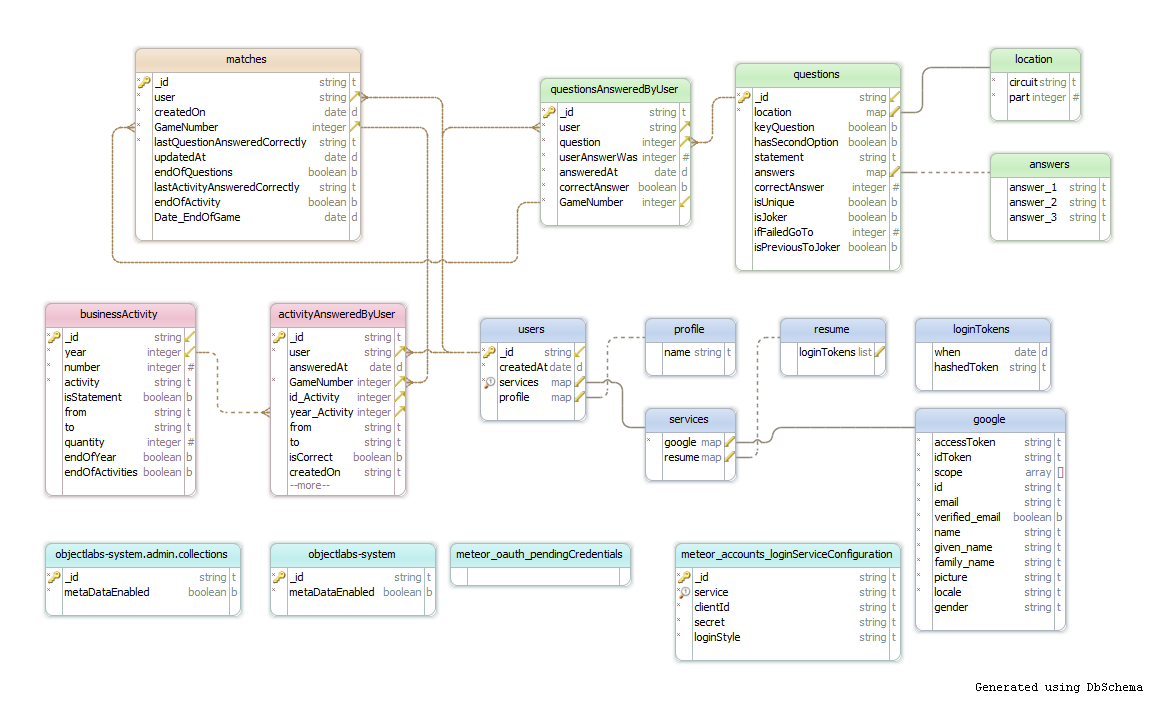 matches
_id string t
user string
createdOn date d
GameNumber integer
lastQuestionAnsweredCorrectly string t
updatedAt date d
endOfQuestions boolean b
lastActivityAnsweredCorrectly string t
endOfActivity boolean b
Date_EndOfGame date d
questionsAnsweredByUser
_id string t
user string
question integer
userAnswerWas integer #
answeredAt date d
correctAnswer boolean b
GameNumber integer
questions
_id string
location map
keyQuestion boolean b
hasSecondOption boolean b
statement string t
answers map
correctAnswer integer #
isUnique boolean b
isJoker boolean b
ifFailedGoTo integer #
isPreviousToJoker boolean b
location
circuit string t
part integer #
answers
answer_1 string t
answer_2 string t
answer_3 string t
businessActivity
_id string
year integer
number integer #
activity string t
isStatement boolean b
from string t
to string t
quantity integer #
endOfYear boolean b
endOfActivities boolean b
activityAnsweredByUser
_id string t
user string
answeredAt date d
GameNumber integer
id_Activity integer
year_Activity integer
from string t
to string t
isCorrect boolean b
createdOn string t
--more--
users
_id string
createdAt date d
services map
profile map
profile
name string t
resume
loginTokens list
loginTokens
when date d
hashedToken string t
services
google map
resume map
google
accessToken string t
idToken string t
scope array []
id string t
email string t
verified_email boolean b
name string t
given_name string t
family_name string t
picture string t
locale string t
gender string t
objectlabs-system.admin.collections
_id string t
metaDataEnabled boolean b
objectlabs-system
_id string t
metaDataEnabled boolean b
meteor_oauth_pendingCredentials
meteor_accounts_loginServiceConfiguration
_id string t
service string t
clientId string t
secret string t
loginStyle string t
Generated using DbSchema